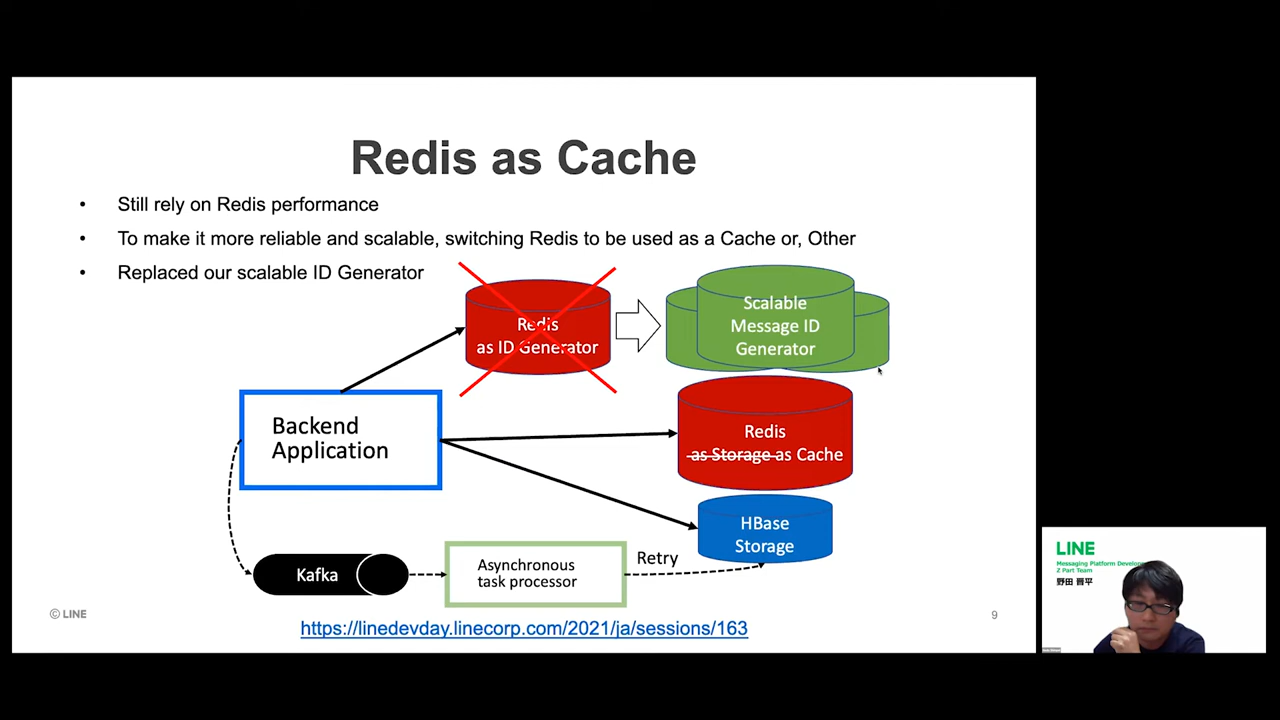 Redis as Cache
• Still rely on Redis performance
• To make it more reliable and scalable, switching Redis to be used as a Cache or, Other
• Replaced our scalable ID Generator
Redis
as ID Generator
Scalable
Message ID
Generator
Backend
Application
Redis
as Storage as Cache
HBase
Storage
Kafka
Asynchronous
task processor
Retry
© LINE
https://linedevday.linecorp.com/2021/ja/sessions/163
9
LINE
Messaging Platform Develop
Z Part Team
野田 晋平